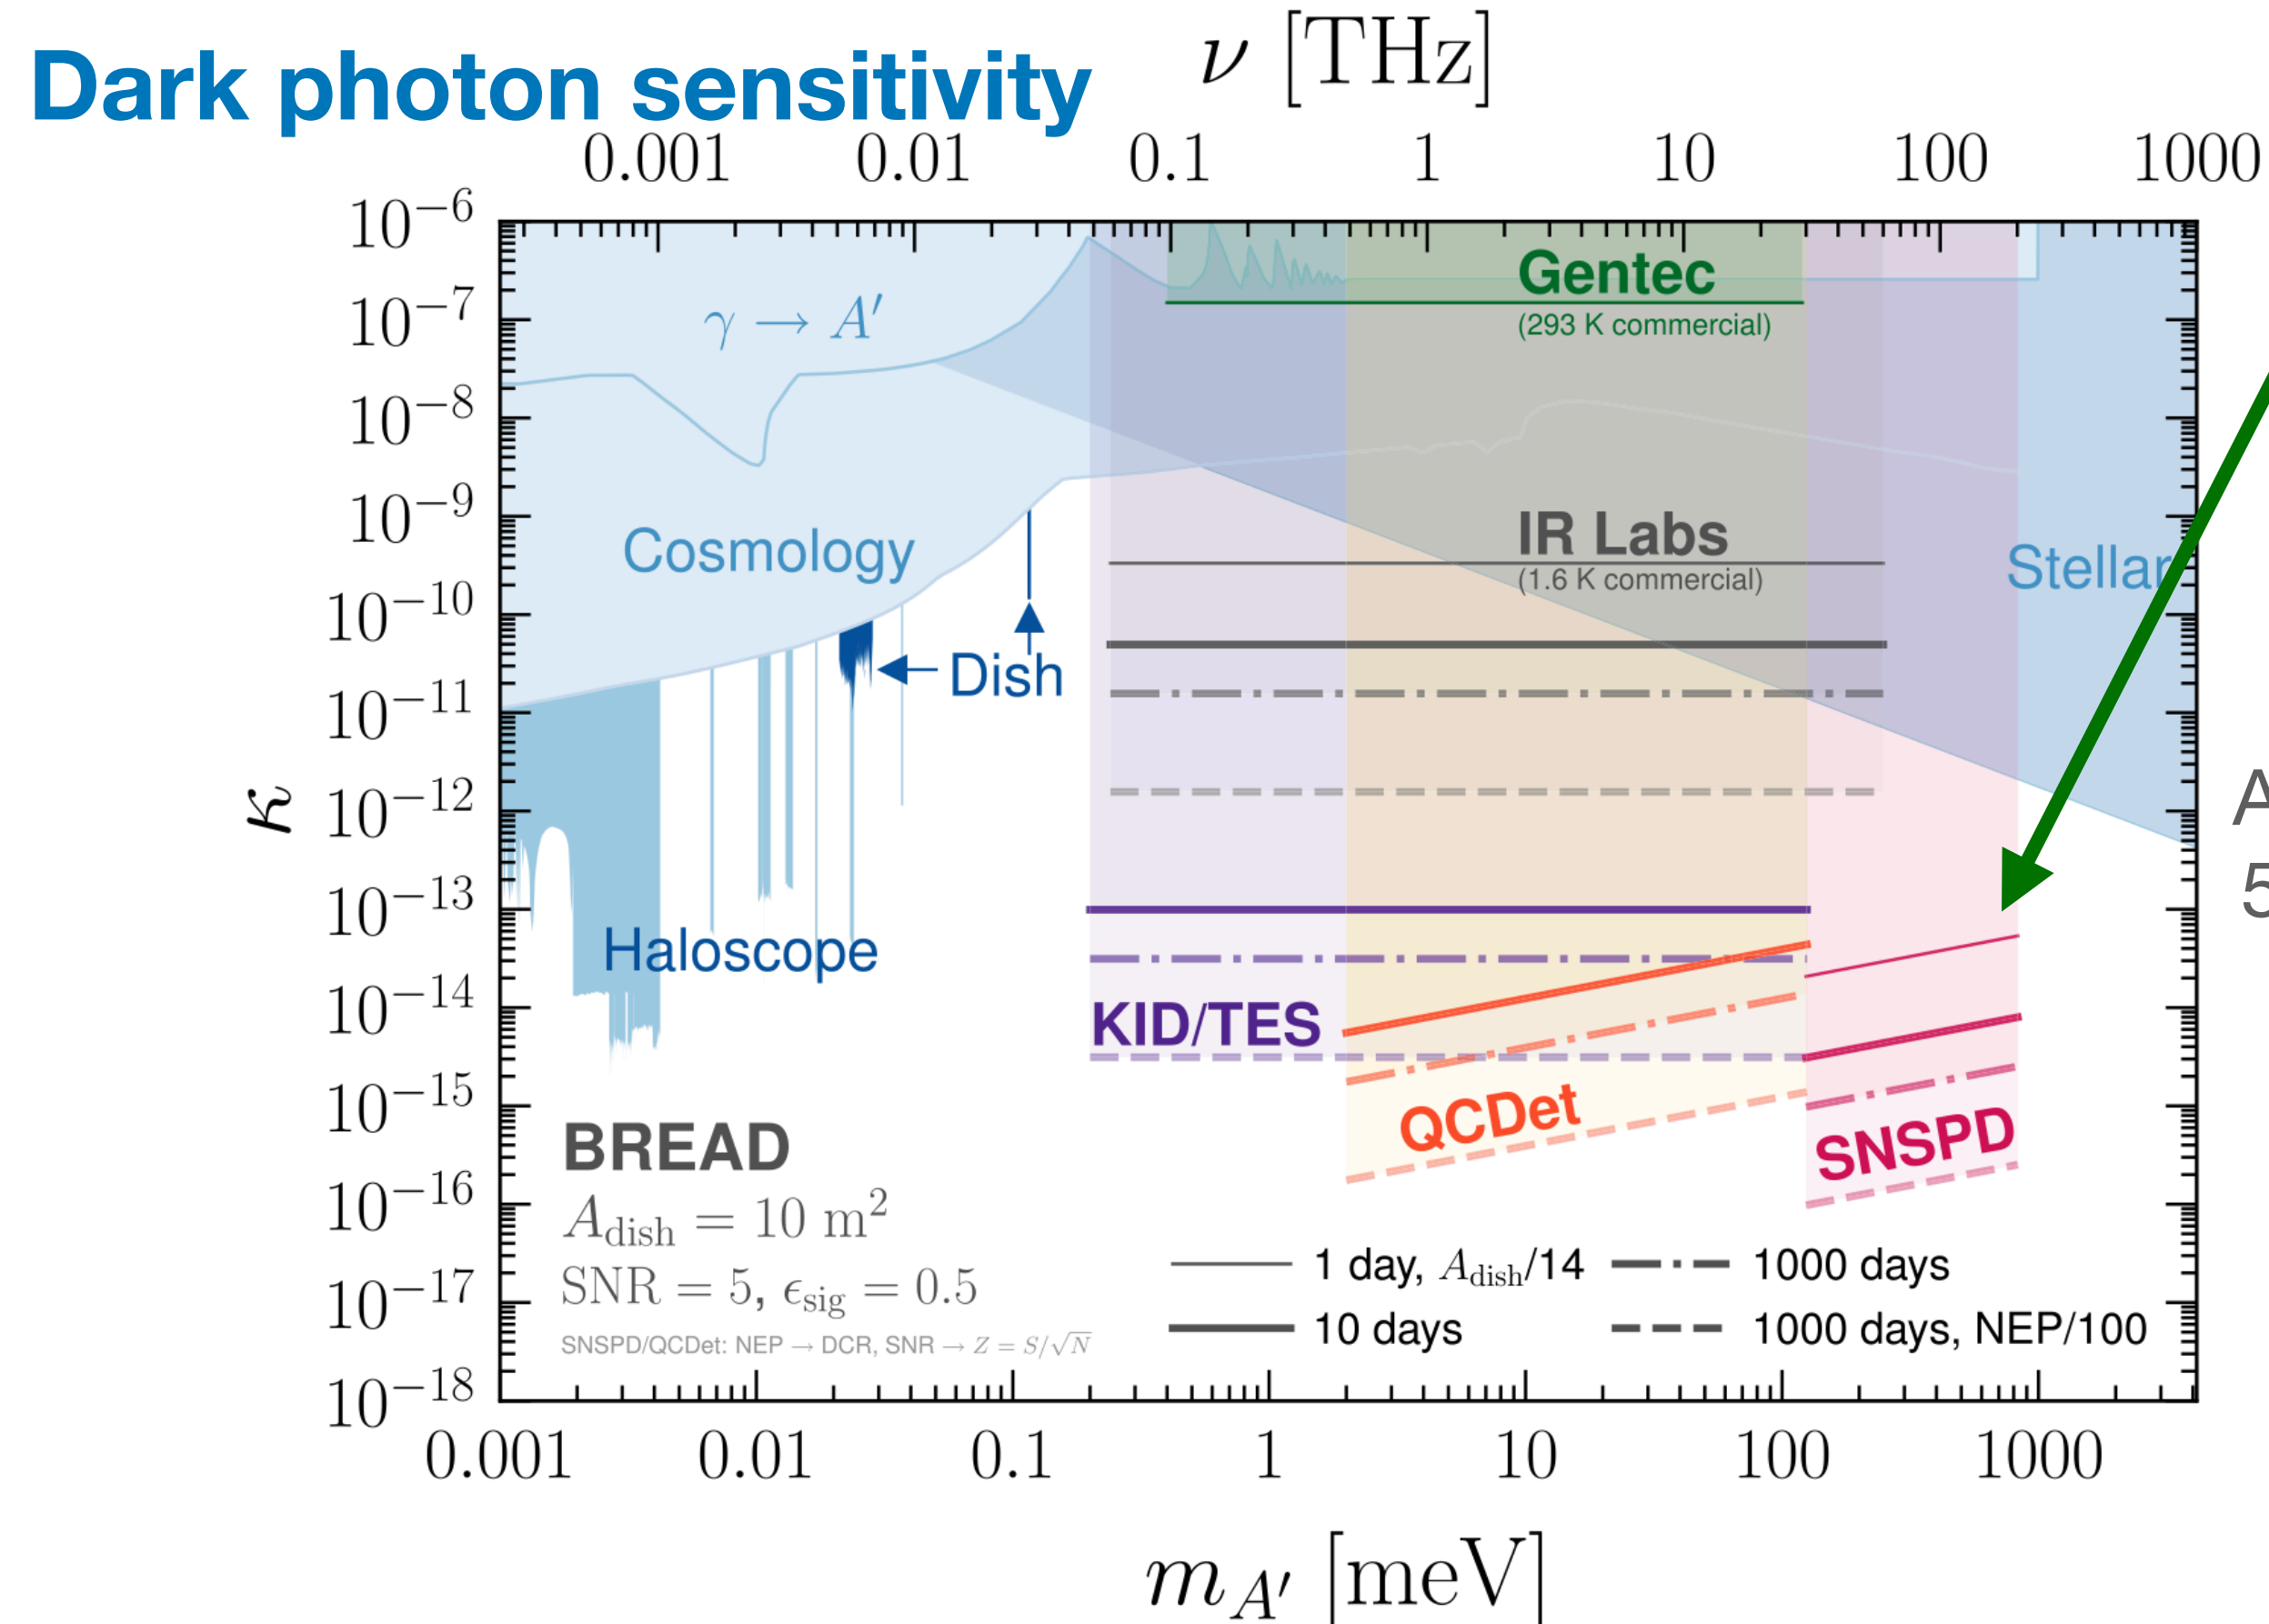 Dark photon sensitivity
ν [THz]
0.001 0.01 0.1 1 10 100 1000
10⁻⁶
10⁻⁷
10⁻⁸
10⁻⁹
10⁻¹⁰
10⁻¹¹
10⁻¹²
10⁻¹³
10⁻¹⁴
10⁻¹⁵
10⁻¹⁶
10⁻¹⁷
10⁻¹⁸
κ
γ → A′
Gentec
(293 K commercial)
Cosmology
IR Labs
(1.6 K commercial)
Stellar
Dish
A
5
Haloscope
KID/TES
QCDet
SNSPD
BREAD
A_dish = 10 m²
SNR = 5, ϵ_sig = 0.5
SNSPD/QCDet: NEP → DCR, SNR → Z = S/√N
1 day, A_dish/14
1000 days
10 days
1000 days, NEP/100
0.001 0.01 0.1 1 10 100 1000
m_A′ [meV]